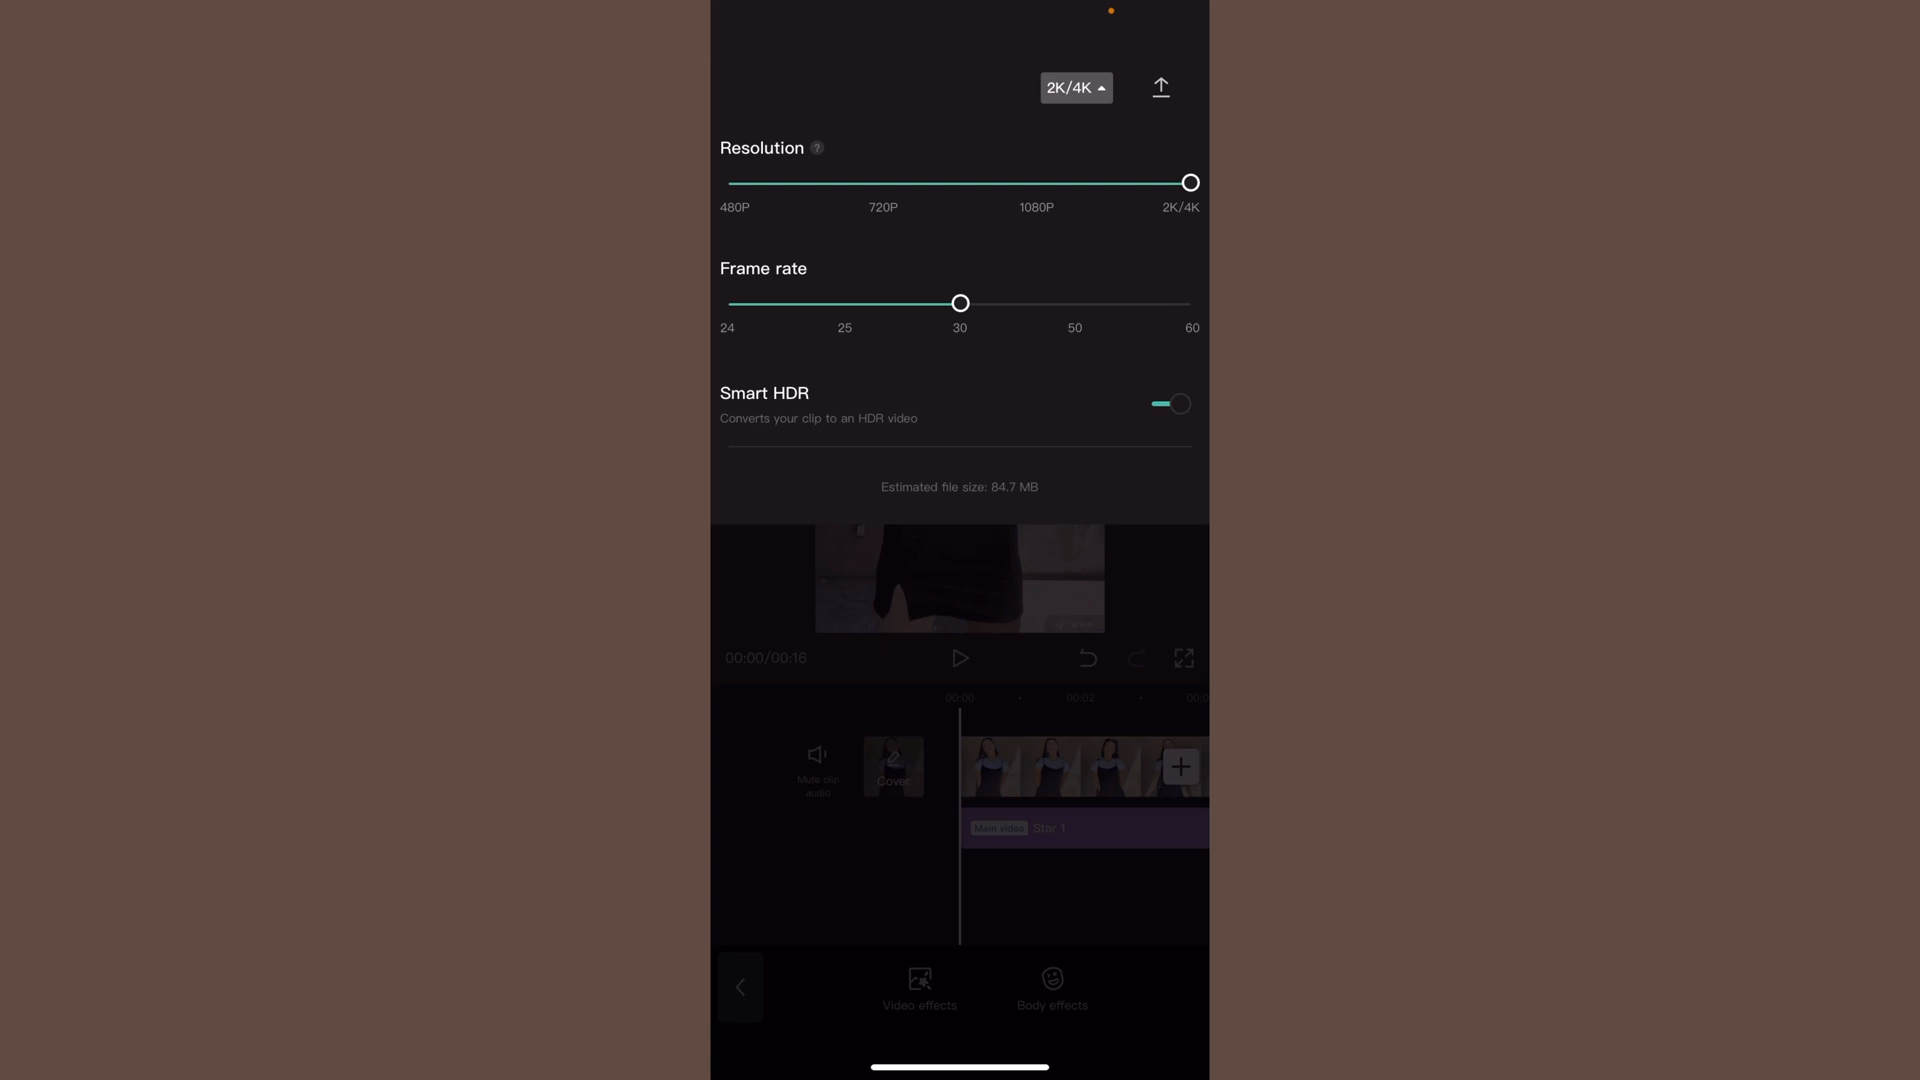 2K/4K
Resolution ?
480P 720P 1080P 2K/4K
Frame rate
24 25 30 50 60
Smart HDR
Converts your clip to an HDR video
Estimated file size: 84.7 MB
00:00/00:16
00:00 00:02
Mute clip
audio
Cover
Main video Star 1
Video effects Body effects